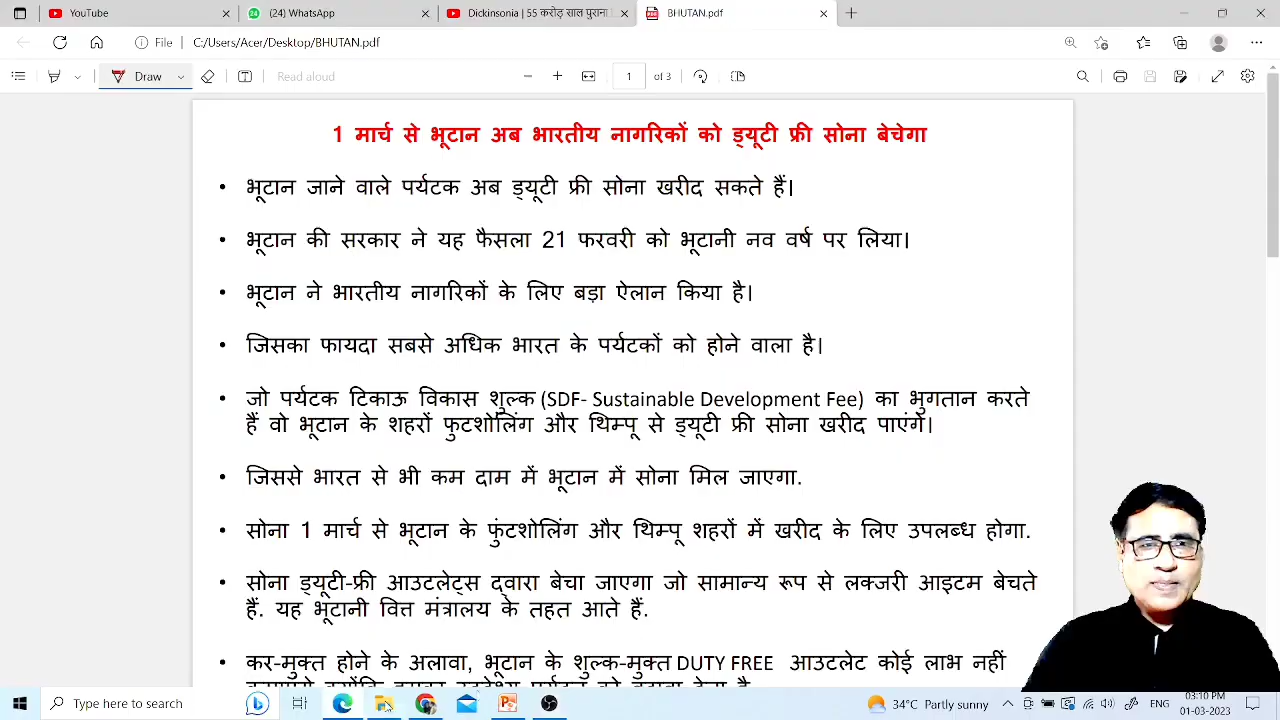 YouTube
24
(24) WhatsApp
Dickinsonia | 55 करोड़ साल पुराना
BHUTAN.pdf
File
C:/Users/Acer/Desktop/BHUTAN.pdf
Draw
Read aloud
1
of 3
1 मार्च से भूटान अब भारतीय नागरिकों को ड्यूटी फ्री सोना बेचेगा
• भूटान जाने वाले पर्यटक अब ड्यूटी फ्री सोना खरीद सकते हैं।
• भूटान की सरकार ने यह फैसला 21 फरवरी को भूटानी नव वर्ष पर लिया।
• भूटान ने भारतीय नागरिकों के लिए बड़ा ऐलान किया है।
• जिसका फायदा सबसे अधिक भारत के पर्यटकों को होने वाला है।
• जो पर्यटक टिकाऊ विकास शुल्क (SDF- Sustainable Development Fee) का भुगतान करते
हैं वो भूटान के शहरों फुटशोलिंग और थिम्पू से ड्यूटी फ्री सोना खरीद पाएंगे।
• जिससे भारत से भी कम दाम में भूटान में सोना मिल जाएगा.
• सोना 1 मार्च से भूटान के फुंटशोलिंग और थिम्पू शहरों में खरीद के लिए उपलब्ध होगा.
• सोना ड्यूटी-फ्री आउटलेट्स द्वारा बेचा जाएगा जो सामान्य रूप से लक्जरी आइटम बेचते
हैं. यह भूटानी वित्त मंत्रालय के तहत आते हैं.
• कर-मुक्त होने के अलावा, भूटान के शुल्क-मुक्त DUTY FREE आउटलेट कोई लाभ नहीं
Type here to search
34°C Partly sunny
03:10 PM
01-03-2023